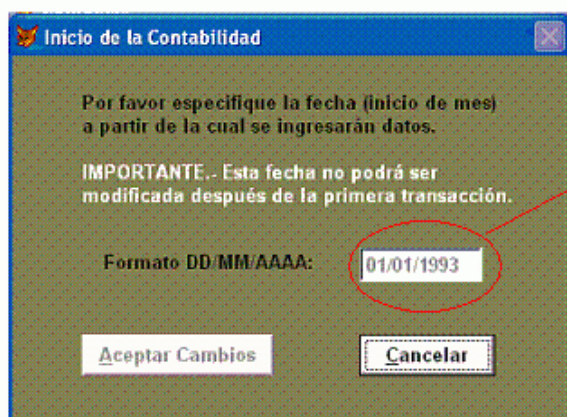 Inicio de la Contabilidad
Por favor especifique la fecha (inicio de mes)
a partir de la cual se ingresarán datos.
IMPORTANTE.- Esta fecha no podrá ser
modificada después de la primera transacción.
Formato DD/MM/AAAA: 01/01/1993
Aceptar Cambios Cancelar